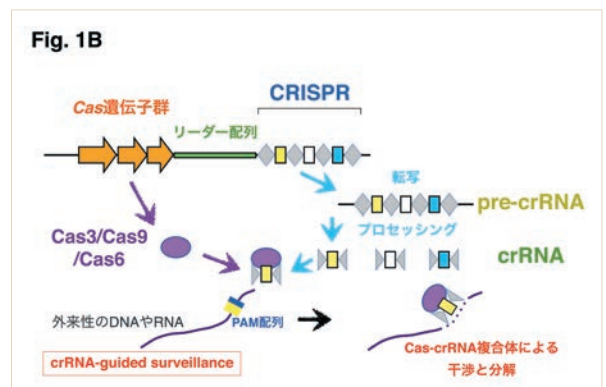 Fig. 1B
CRISPR
Cas遺伝子群
リーダー配列
転写
pre-crRNA
プロセッシング
Cas3/Cas9
/Cas6
crRNA
外来性のDNAやRNA
PAM配列
crRNA-guided surveillance
Cas-crRNA複合体による
干渉と分解